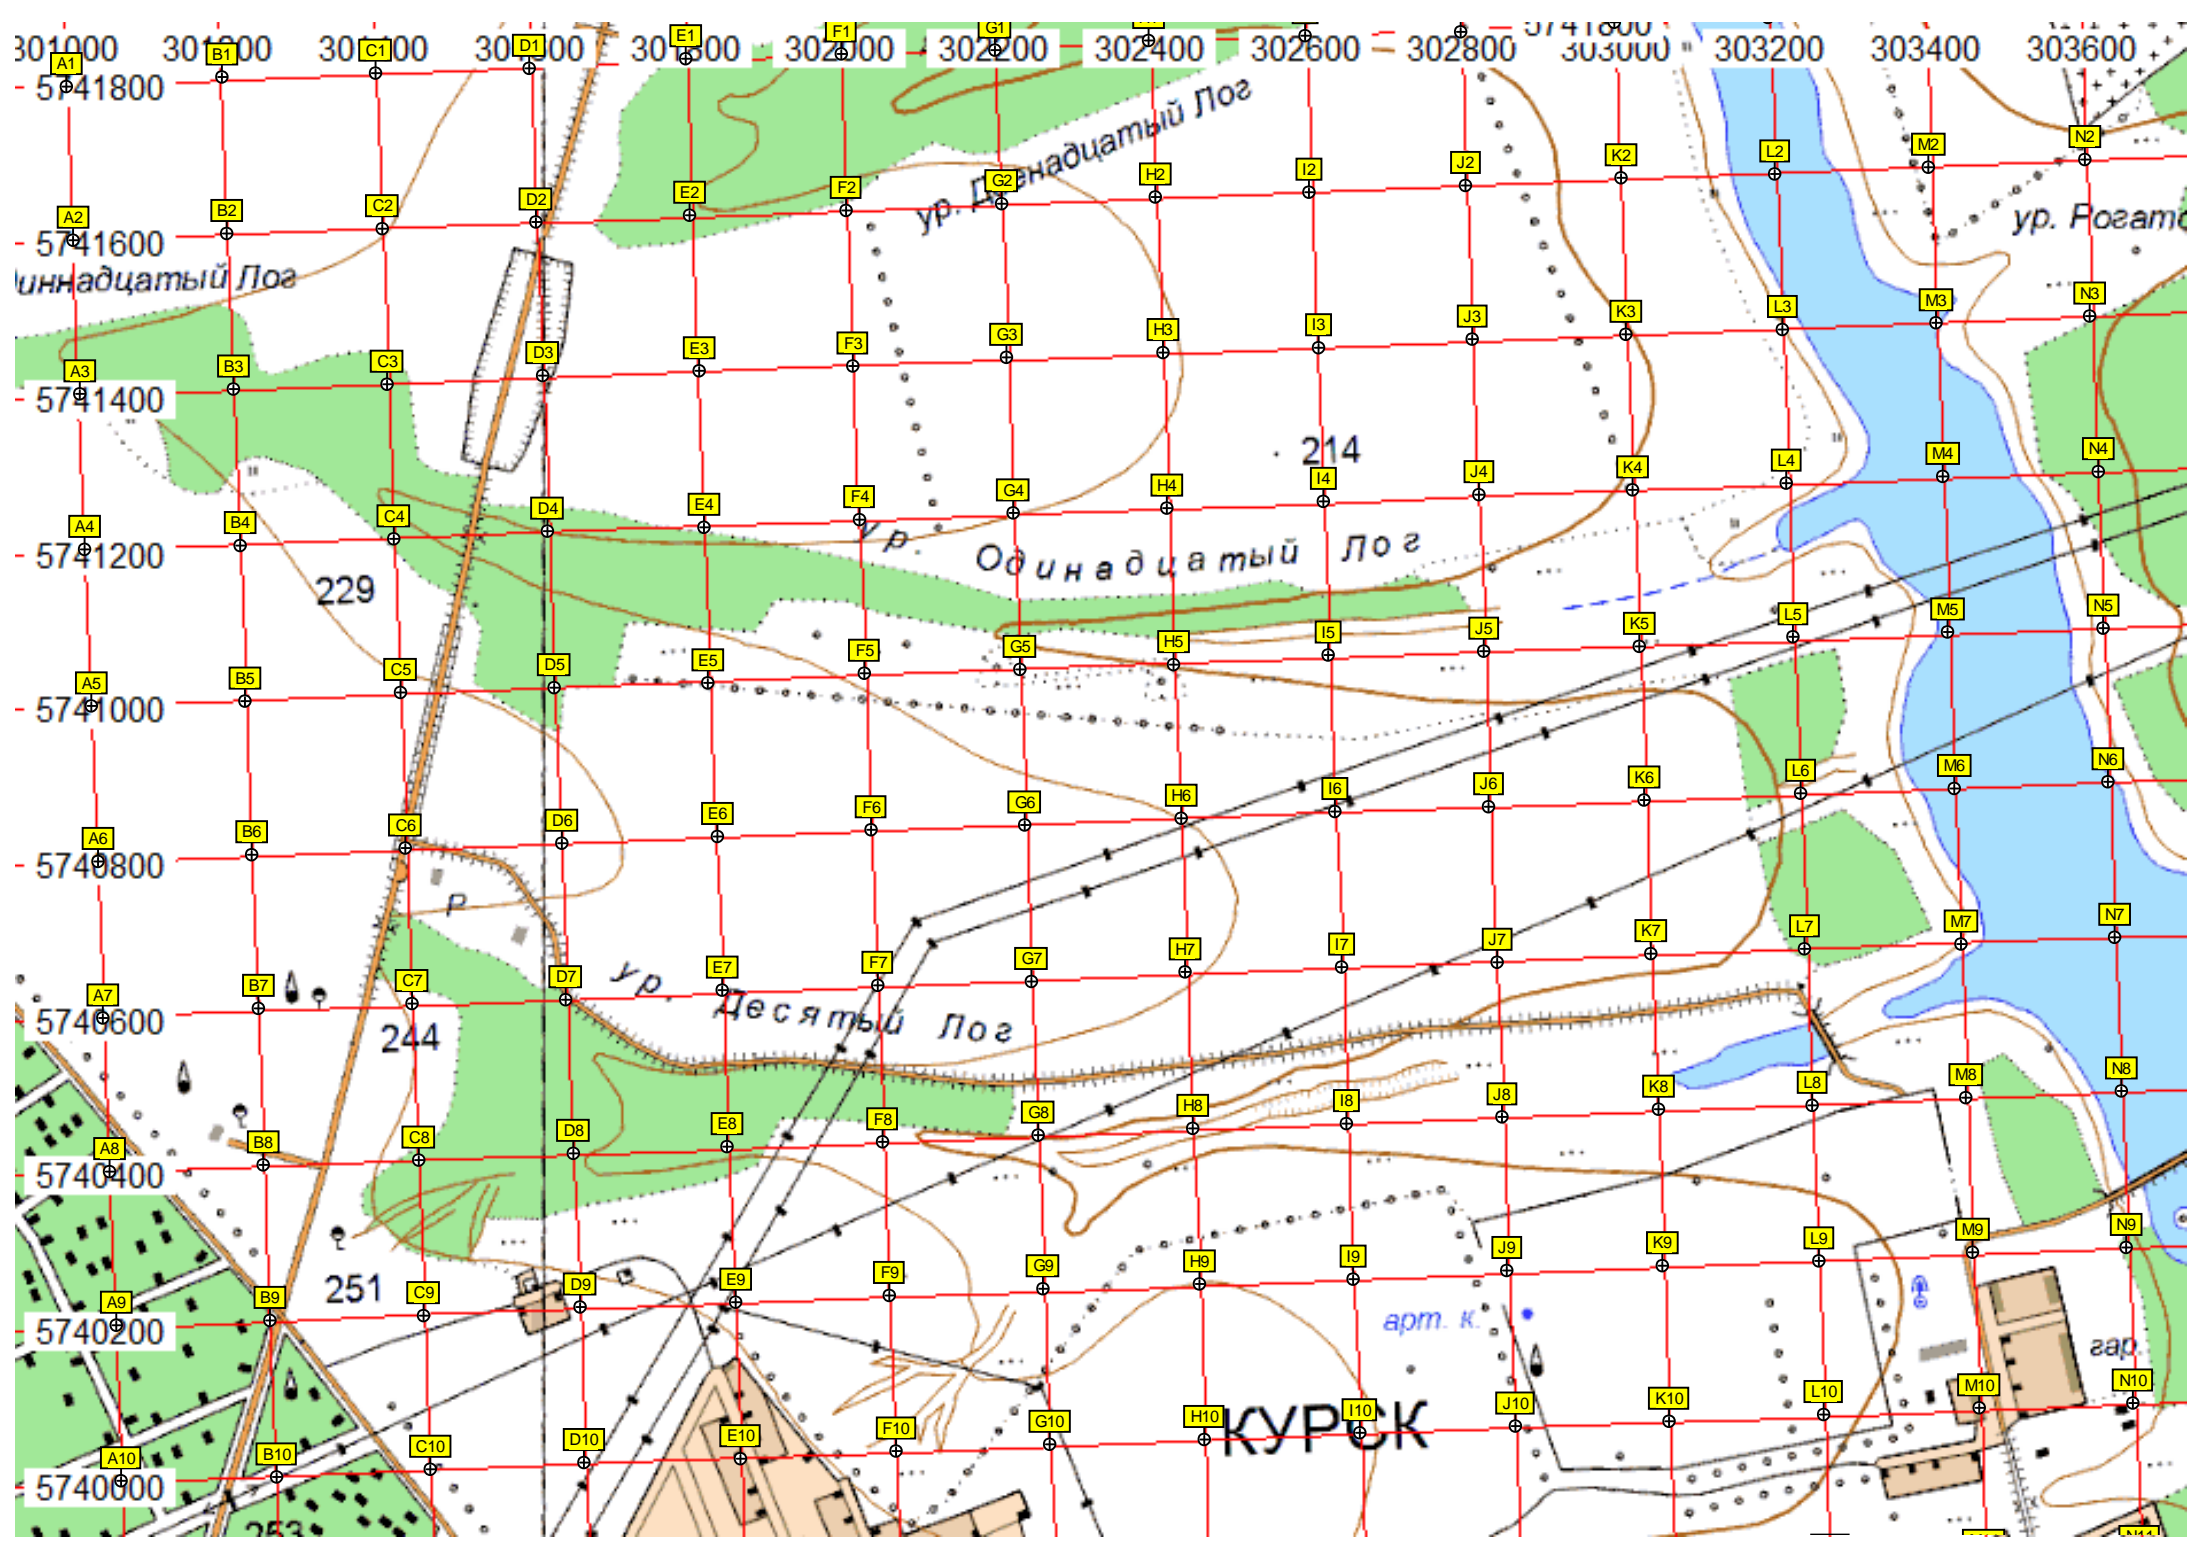 301400 302000 302200 302400 302600 302800 303000 303200 303400 303600
5741800
A1 B1 C1 D1 E1 F1 G1
5741800
ур. Двенадцатый Лог
A2 B2 C2 D2 E2 F2 G2 H2 I2 J2 K2 L2 M2 N2
5741600
ур. Рогат
иннадцатый Лог
A3 B3 C3 D3 E3 F3 G3 H3 I3 J3 K3 L3 M3 N3
5741400
214
A4 B4 C4 D4 E4 F4 G4 H4 I4 J4 K4 L4 M4 N4
5741200
ур. Одинадцатый Лог
229
A5 B5 C5 D5 E5 F5 G5 H5 I5 J5 K5 L5 M5 N5
5741000
A6 B6 C6 D6 E6 F6 G6 H6 I6 J6 K6 L6 M6 N6
5740800
Р
A7 B7 C7 D7 E7 F7 G7 H7 I7 J7 K7 L7 M7 N7
5740600
ур. Десятый Лог
244
A8 B8 C8 D8 E8 F8 G8 H8 I8 J8 K8 L8 M8 N8
5740400
A9 B9 C9 D9 E9 F9 G9 H9 I9 J9 K9 L9 M9 N9
251
5740200
арт. к.
гар.
A10 B10 C10 D10 E10 F10 G10 H10 I10 J10 K10 L10 M10 N10
КУРСК
5740000
253
N11